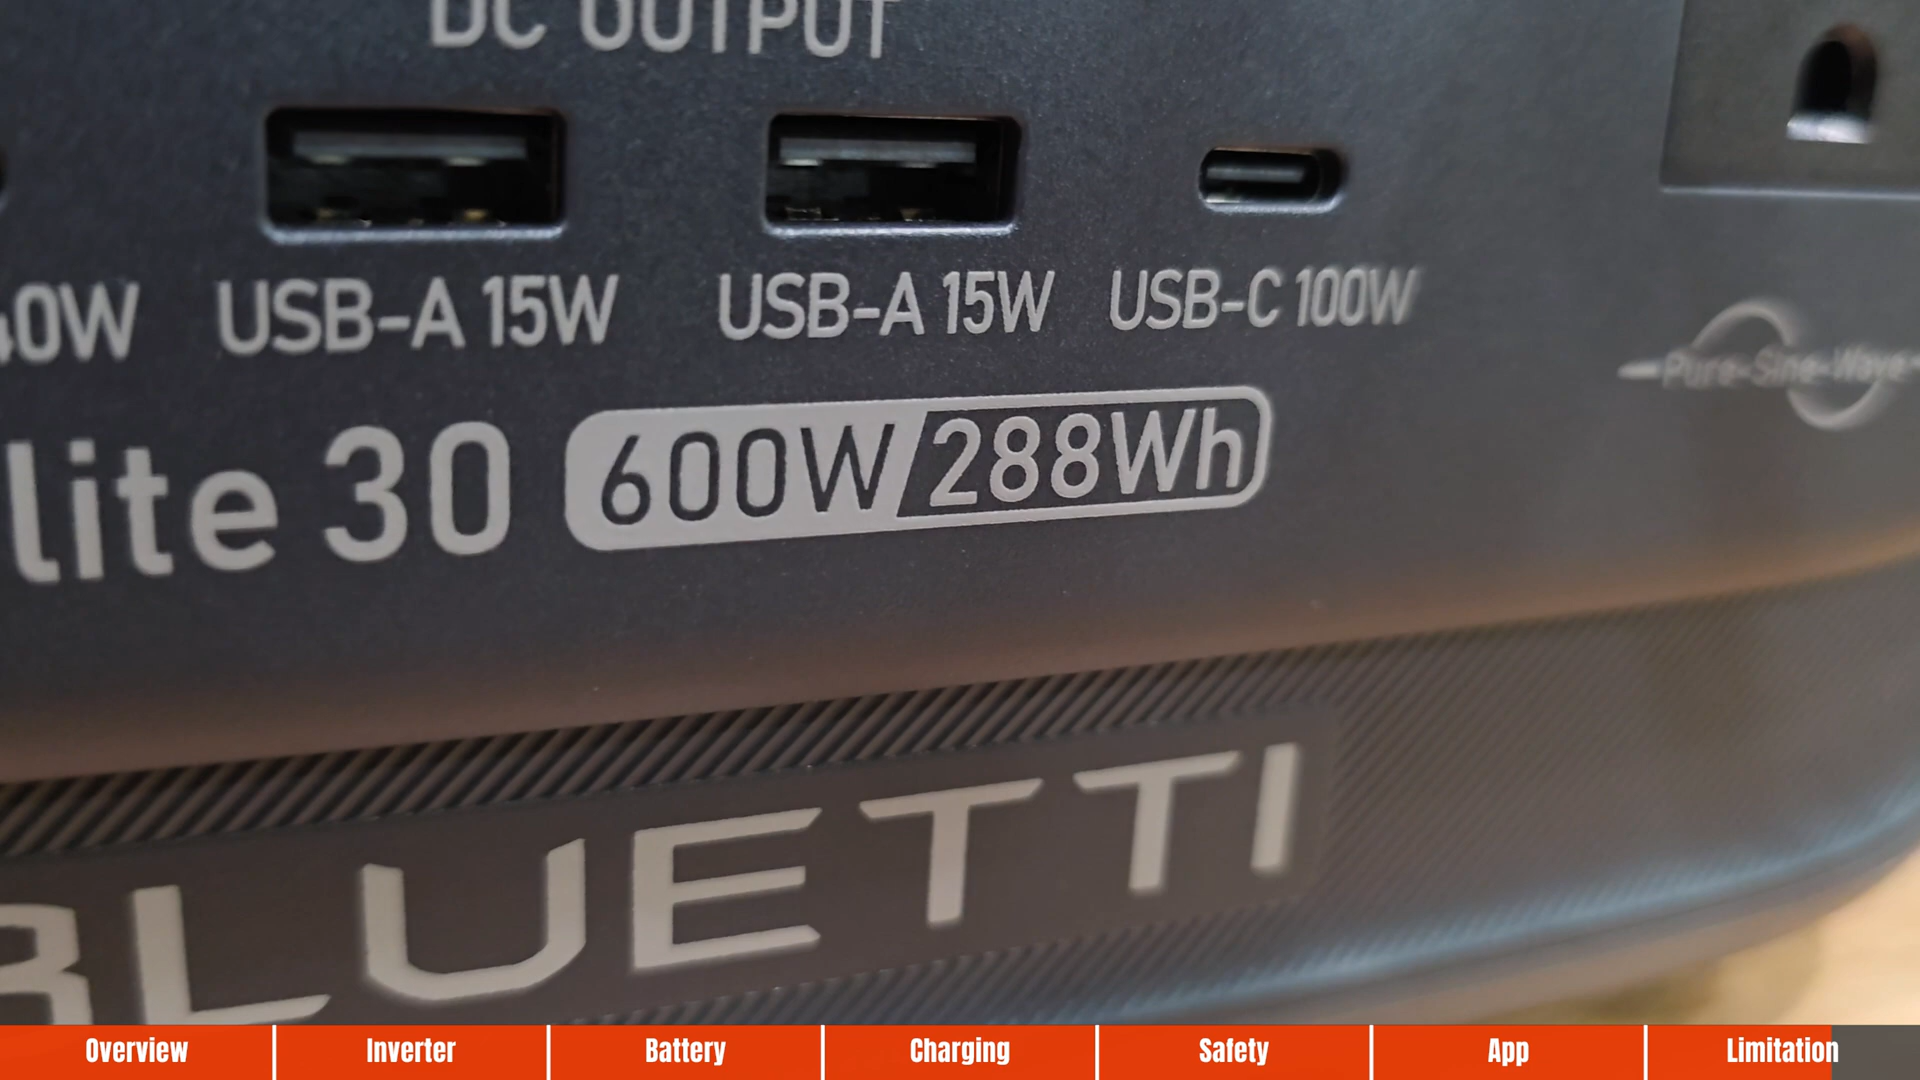 DC OUTPUT
40W USB-A 15W USB-A 15W USB-C 100W
Pure-Sine-Wave
lite 30 600W/288Wh
BLUETTI
Overview Inverter Battery Charging Safety App Limitation